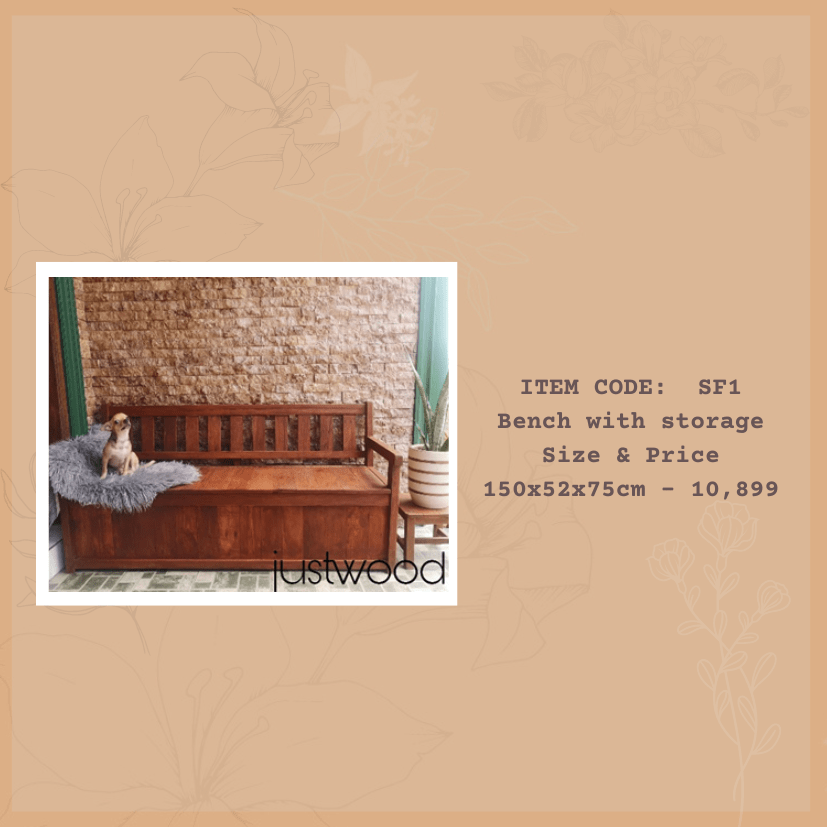 ITEM CODE:  SF1
Bench with storage
Size & Price
150x52x75cm - 10,899
justwood